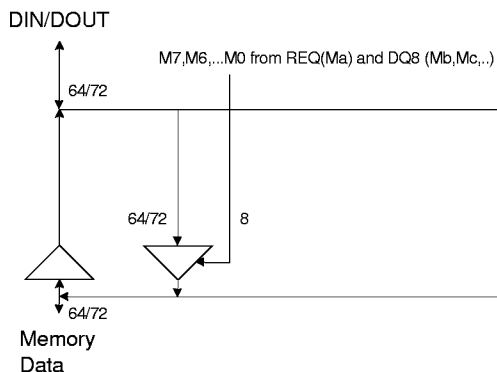 DIN/DOUT
M7,M6,...M0 from REQ(Ma) and DQ8 (Mb,Mc,..)
64/72
64/72
8
64/72
Memory
Data